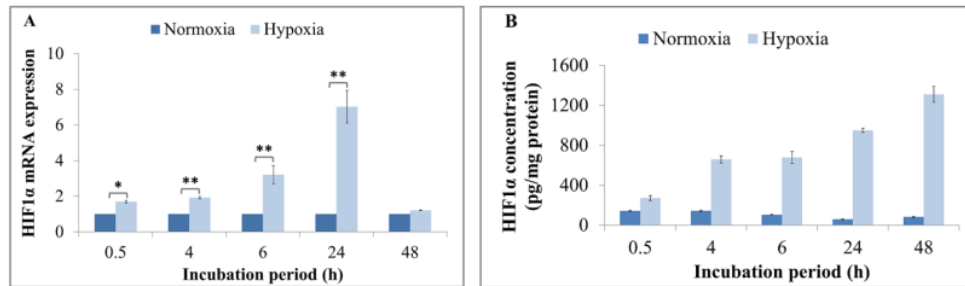 A
Normoxia Hypoxia
HIF1α mRNA expression
10
8
6
4
2
0
* ** ** **
0.5 4 6 24 48
Incubation period (h)
B
Normoxia Hypoxia
HIF1α concentration
(pg/mg protein)
1600
1200
800
400
0
0.5 4 6 24 48
Incubation period (h)